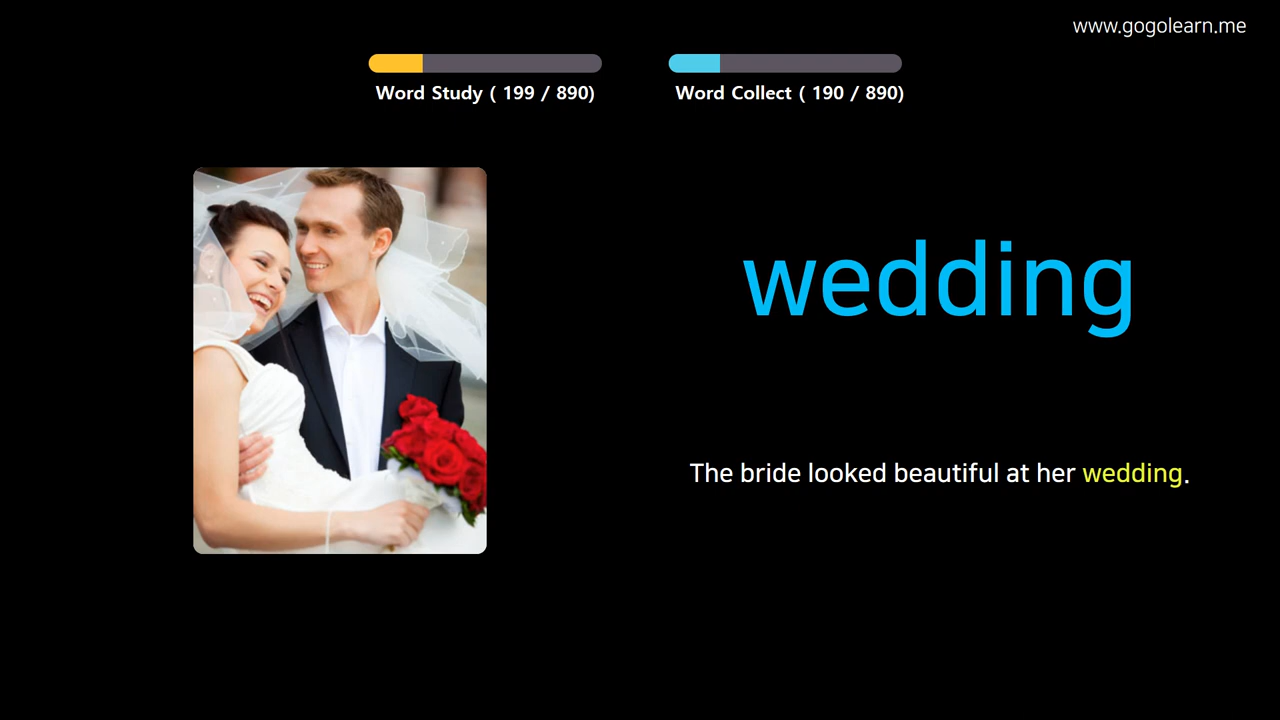 www.gogolearn.me
Word Study ( 199 / 890)
Word Collect ( 190 / 890)
wedding
The bride looked beautiful at her wedding.